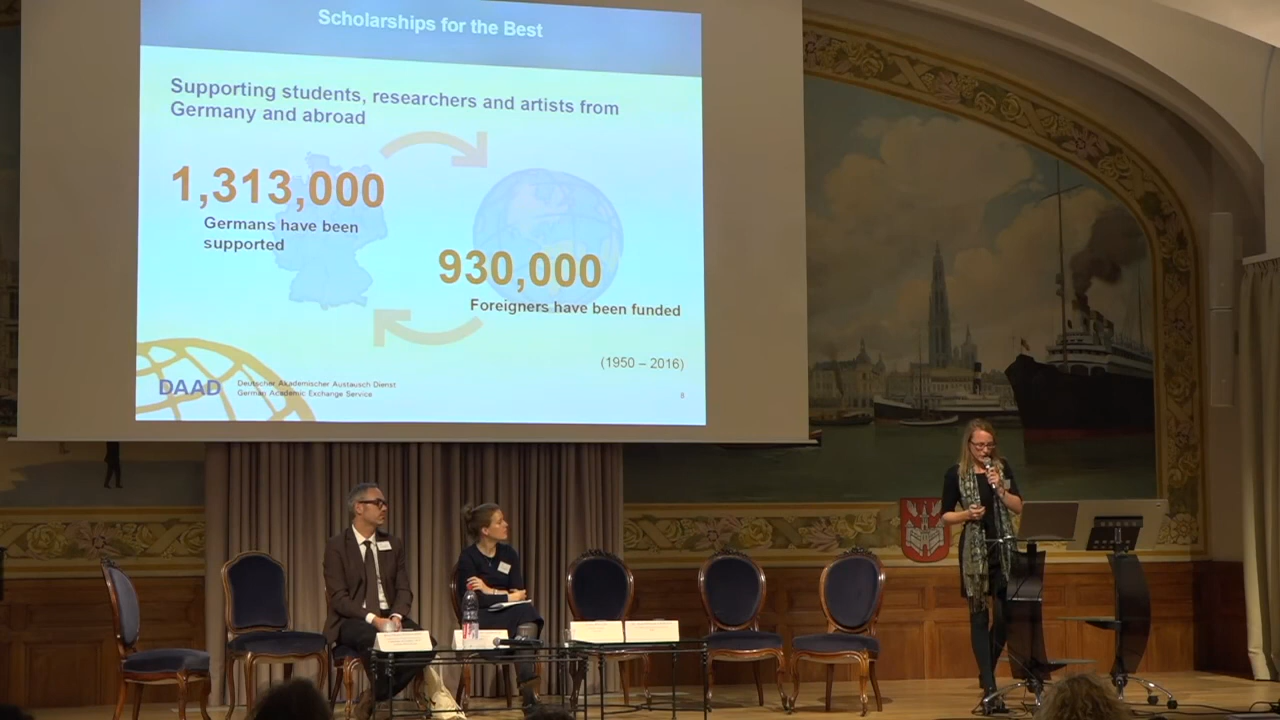 Scholarships for the Best
Supporting students, researchers and artists from
Germany and abroad
1,313,000
Germans have been
supported
930,000
Foreigners have been funded
(1950 – 2016)
DAAD
Deutscher Akademischer Austausch Dienst
German Academic Exchange Service
8